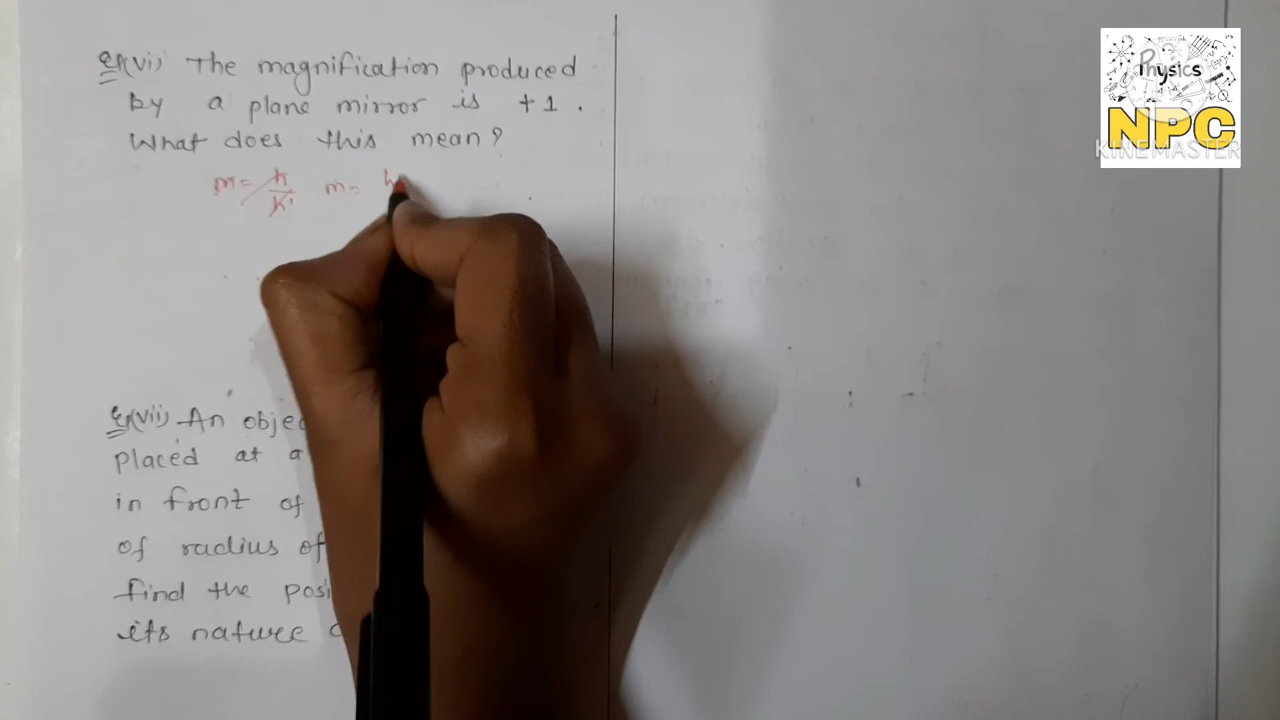 Q(vi) The magnification produced
by a plane mirror is +1.
What does this mean?
m = h/h' m = h
Q(vii) An objec
placed at a
in front of
of radius of
find the posi
its nature
Physics
NPC
KINEMASTER